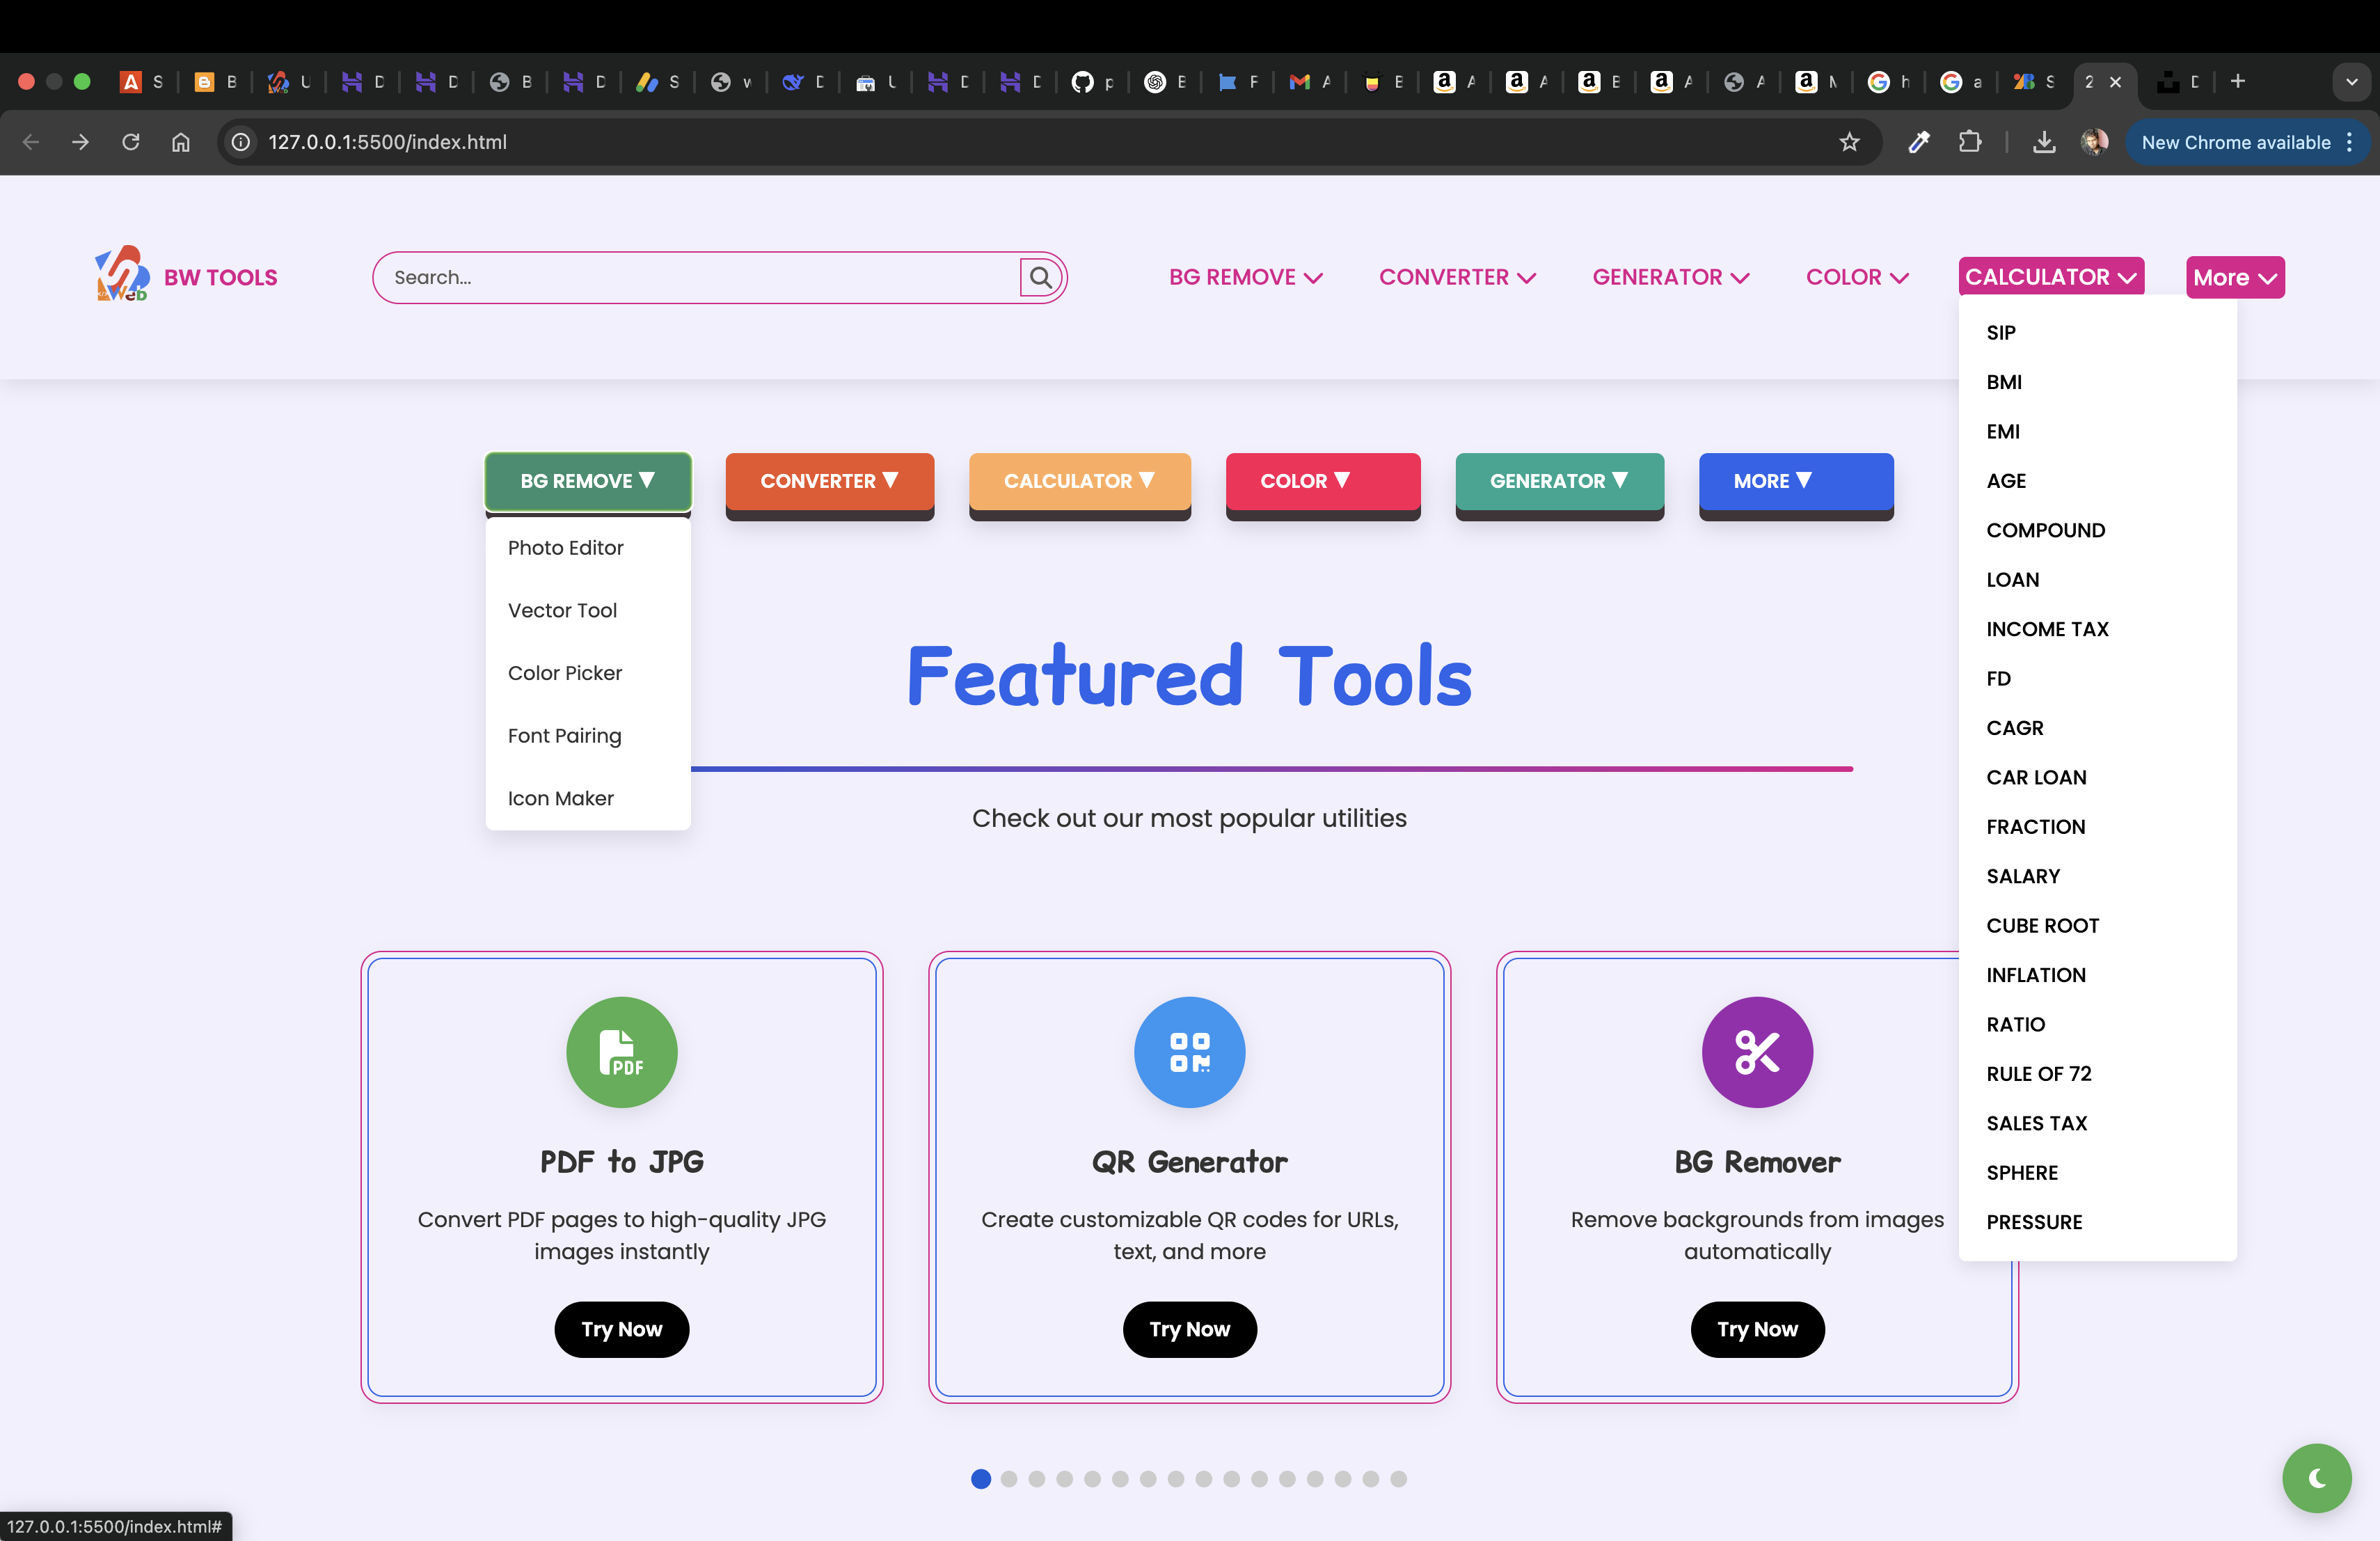 S B U D D B D S W D U D D p B F A B A A B A A M h a S 2 D
127.0.0.1:5500/index.html
New Chrome available
BW TOOLS
Search...
BG REMOVE CONVERTER GENERATOR COLOR CALCULATOR More
SIP
BMI
EMI
AGE
COMPOUND
LOAN
INCOME TAX
FD
CAGR
CAR LOAN
FRACTION
SALARY
CUBE ROOT
INFLATION
RATIO
RULE OF 72
SALES TAX
SPHERE
PRESSURE
BG REMOVE ▼ CONVERTER ▼ CALCULATOR ▼ COLOR ▼ GENERATOR ▼ MORE ▼
Photo Editor
Vector Tool
Color Picker
Font Pairing
Icon Maker
Featured Tools
Check out our most popular utilities
PDF
PDF to JPG
Convert PDF pages to high-quality JPG
images instantly
Try Now
QR Generator
Create customizable QR codes for URLs,
text, and more
Try Now
BG Remover
Remove backgrounds from images
automatically
Try Now
127.0.0.1:5500/index.html#